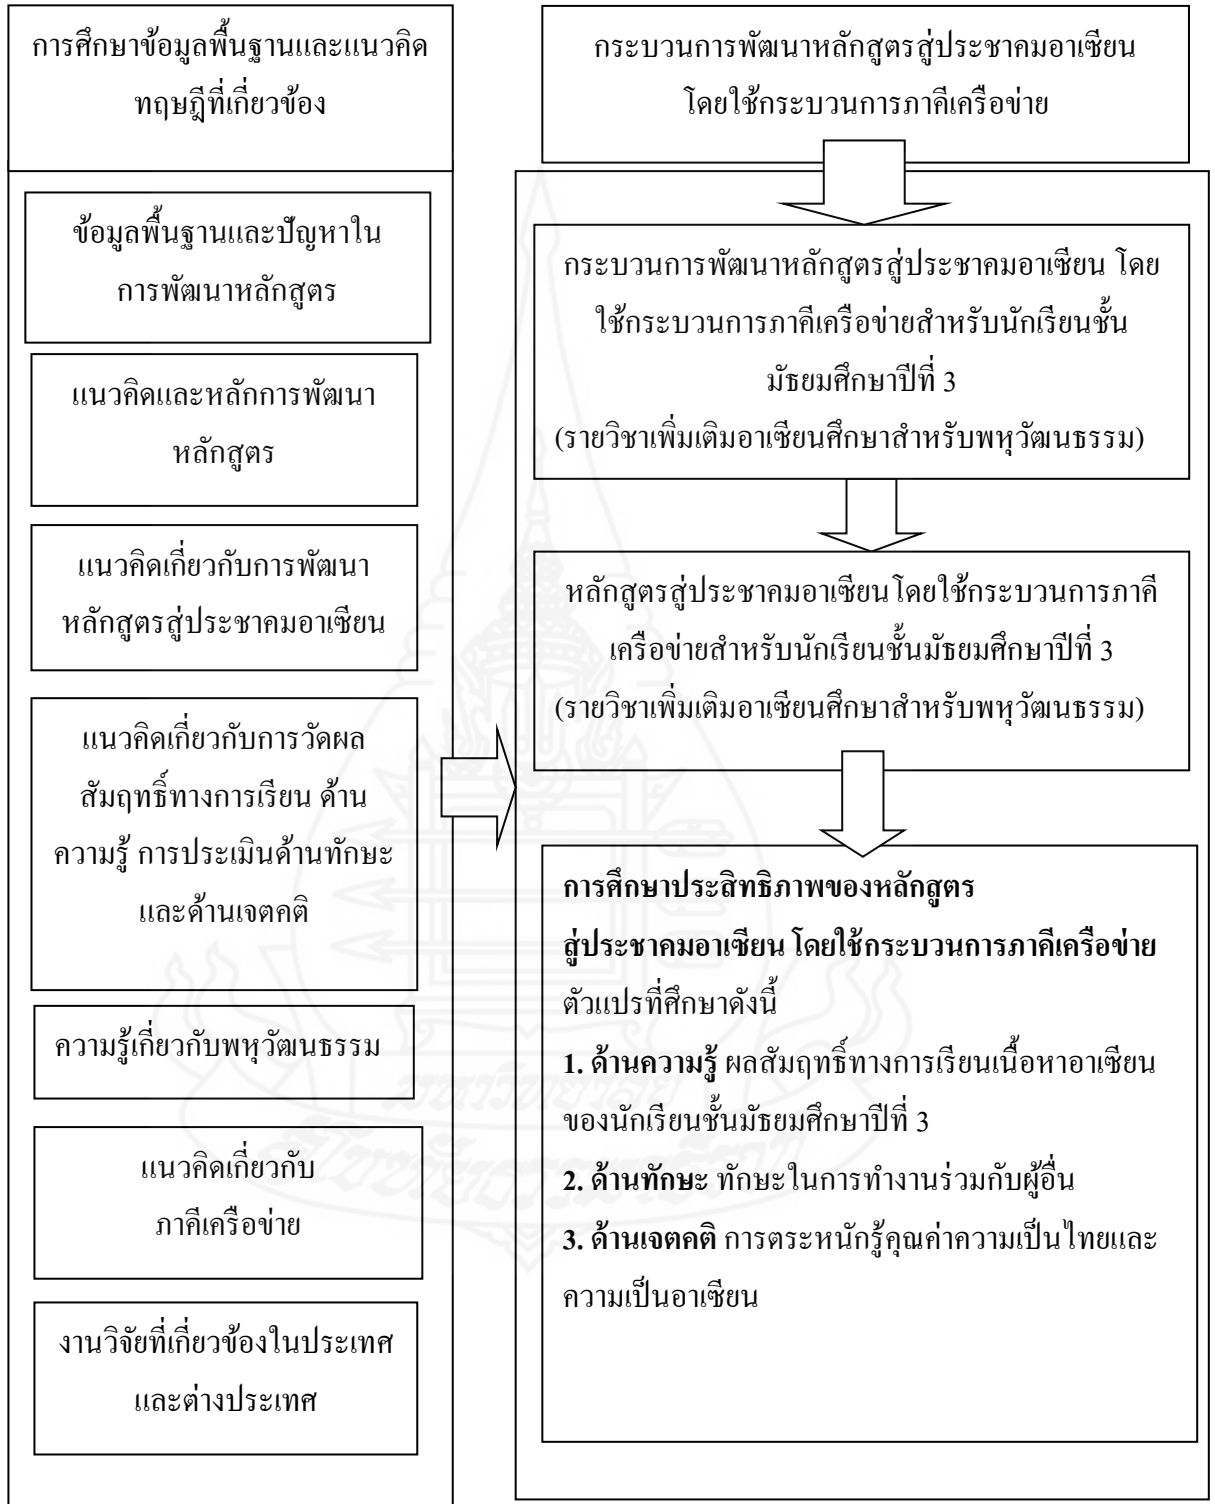 การศึกษาข้อมูลพื้นฐานและแนวคิด
ทฤษฎีที่เกี่ยวข้อง
ข้อมูลพื้นฐานและปัญหาใน
การพัฒนาหลักสูตร
แนวคิดและหลักการพัฒนา
หลักสูตร
แนวคิดเกี่ยวกับการพัฒนา
หลักสูตรสู่ประชาคมอาเซียน
แนวคิดเกี่ยวกับการวัดผล
สัมฤทธิ์ทางการเรียน ด้าน
ความรู้ การประเมินด้านทักษะ
และด้านเจตคติ
ความรู้เกี่ยวกับพหุวัฒนธรรม
แนวคิดเกี่ยวกับ
ภาคีเครือข่าย
งานวิจัยที่เกี่ยวข้องในประเทศ
และต่างประเทศ
กระบวนการพัฒนาหลักสูตรสู่ประชาคมอาเซียน
โดยใช้กระบวนการภาคีเครือข่าย
กระบวนการพัฒนาหลักสูตรสู่ประชาคมอาเซียน โดย
ใช้กระบวนการภาคีเครือข่ายสำหรับนักเรียนชั้น
มัธยมศึกษาปีที่ 3
(รายวิชาเพิ่มเติมอาเซียนศึกษาสำหรับพหุวัฒนธรรม)
หลักสูตรสู่ประชาคมอาเซียนโดยใช้กระบวนการภาคี
เครือข่ายสำหรับนักเรียนชั้นมัธยมศึกษาปีที่ 3
(รายวิชาเพิ่มเติมอาเซียนศึกษาสำหรับพหุวัฒนธรรม)
การศึกษาประสิทธิภาพของหลักสูตร
สู่ประชาคมอาเซียน โดยใช้กระบวนการภาคีเครือข่าย
ตัวแปรที่ศึกษาดังนี้
1. ด้านความรู้ ผลสัมฤทธิ์ทางการเรียนเนื้อหาอาเซียน
ของนักเรียนชั้นมัธยมศึกษาปีที่ 3
2. ด้านทักษะ ทักษะในการทำงานร่วมกับผู้อื่น
3. ด้านเจตคติ การตระหนักรู้คุณค่าความเป็นไทยและ
ความเป็นอาเซียน
มหาวิทยาลัย
สุโขทัยธรรมาธิราช